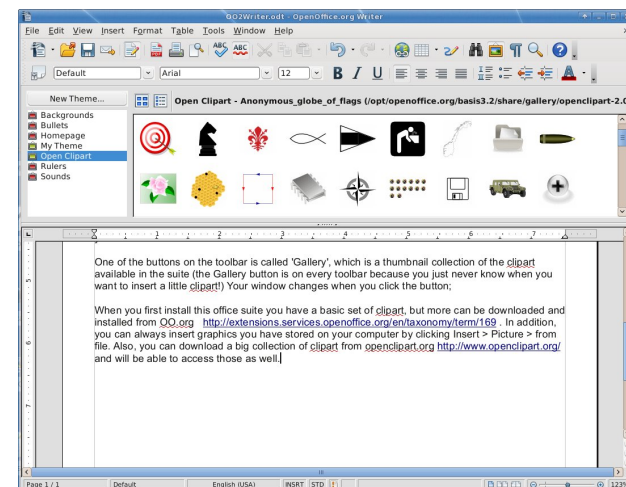 OO2Writer.odt - OpenOffice.org Writer
File Edit View Insert Format Table Tools Window Help
Default Arial 12 B I U A
New Theme... Open Clipart - Anonymous_globe_of_flags (/opt/openoffice.org/basis3.2/share/gallery/openclipart-2.0
Backgrounds
Bullets
Homepage
My Theme
Open Clipart
Rulers
Sounds
1 2 3 4 5 6 7
One of the buttons on the toolbar is called 'Gallery', which is a thumbnail collection of the clipart
available in the suite (the Gallery button is on every toolbar because you just never know when you
want to insert a little clipart!) Your window changes when you click the button;
When you first install this office suite you have a basic set of clipart, but more can be downloaded and
installed from OO.org http://extensions.services.openoffice.org/en/taxonomy/term/169 . In addition,
you can always insert graphics you have stored on your computer by clicking Insert > Picture > from
file. Also, you can download a big collection of clipart from openclipart.org http://www.openclipart.org/
and will be able to access those as well.
Page 1 / 1 Default English (USA) INSRT STD